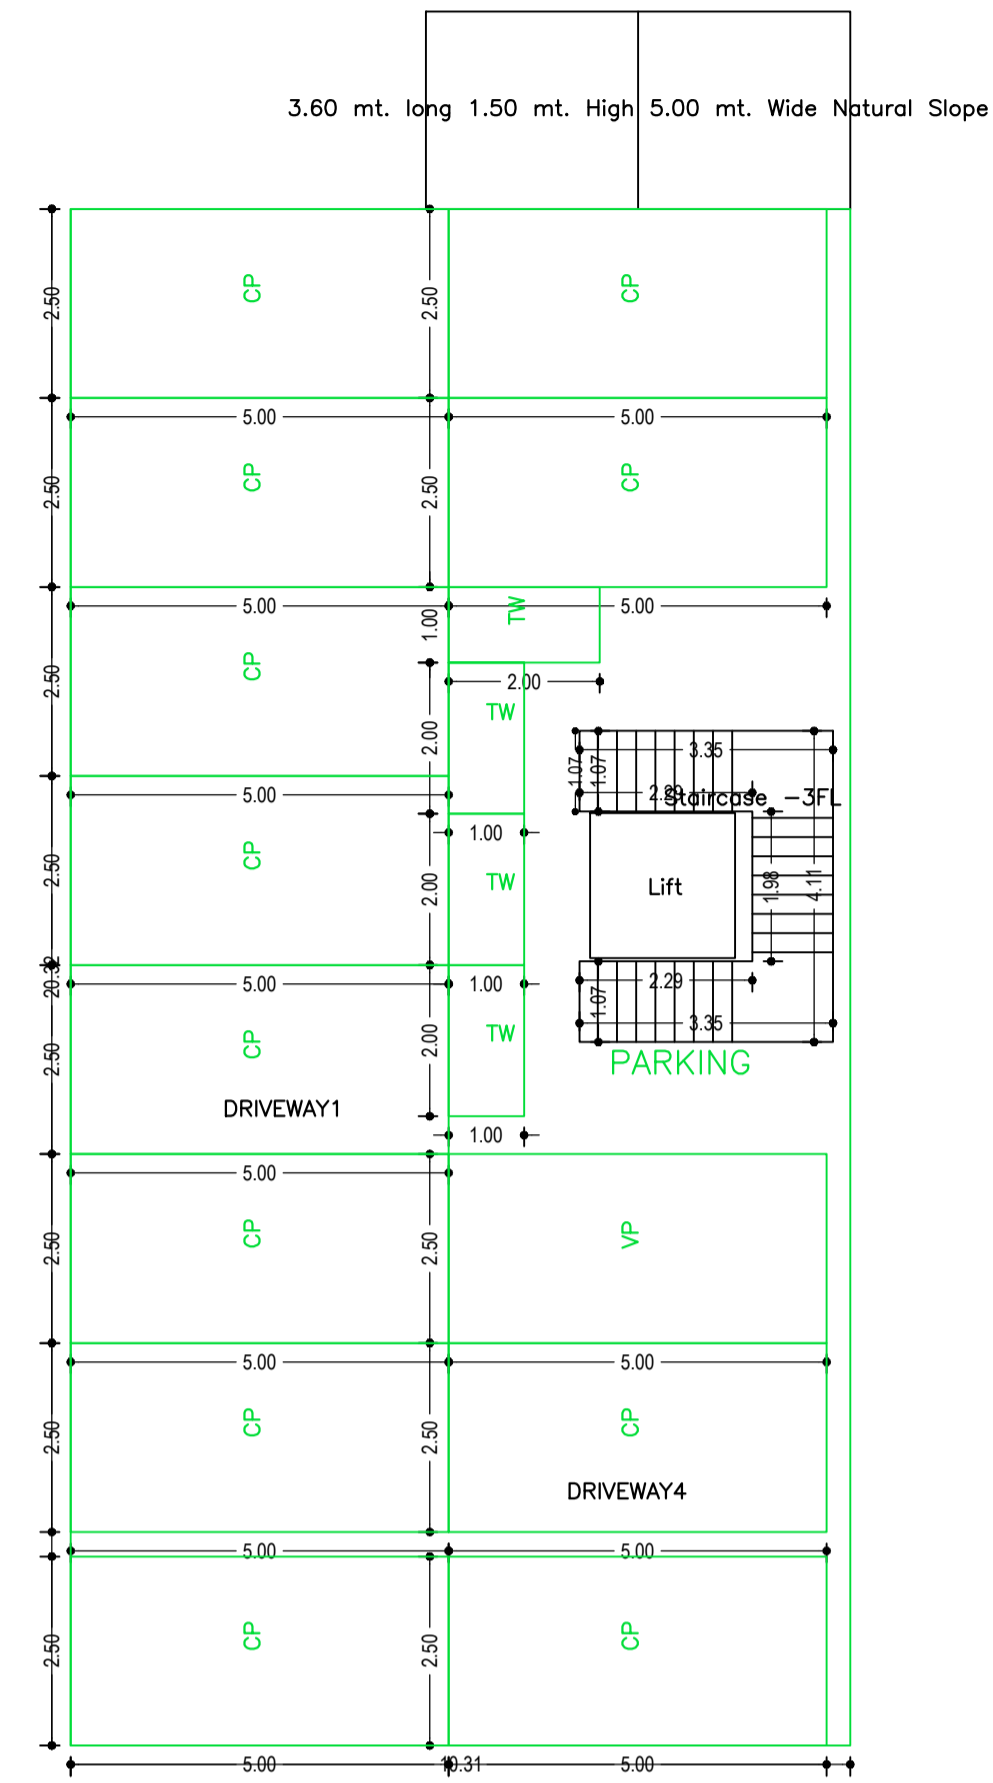 3.60 mt. long 1.50 mt. High 5.00 mt. Wide Natural Slope
2.50
CP
2.50
CP
5.00
5.00
2.50
CP
2.50
CP
5.00
5.00
1.00
TW
2.50
CP
2.00
2.00
TW
3.35
1.07
1.07
5.00
2.29
Staircase -3FL
1.00
2.50
CP
2.00
TW
Lift
1.98
4.11
20.32
5.00
1.00
2.29
1.07
3.35
2.50
CP
2.00
TW
PARKING
DRIVEWAY1
1.00
5.00
2.50
CP
2.50
VP
5.00
5.00
2.50
CP
2.50
CP
DRIVEWAY4
5.00
5.00
2.50
CP
2.50
CP
5.00
10.31
5.00